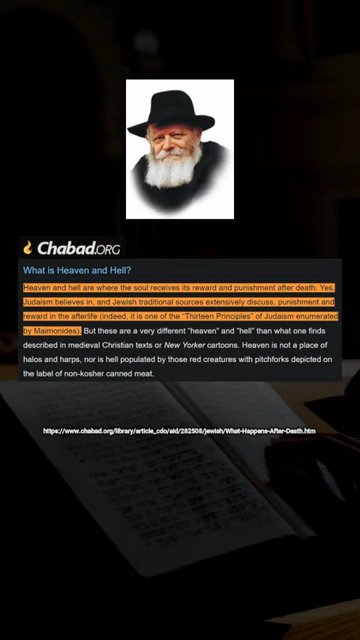 Chabad.ORG
What is Heaven and Hell?
Heaven and hell are where the soul receives its reward and punishment after death. Yes,
Judaism believes in, and Jewish traditional sources extensively discuss, punishment and
reward in the afterlife (indeed, it is one of the "Thirteen Principles" of Judaism enumerated
by Maimonides). But these are a very different "heaven" and "hell" than what one finds
described in medieval Christian texts or New Yorker cartoons. Heaven is not a place of
halos and harps, nor is hell populated by those red creatures with pitchforks depicted on
the label of non-kosher canned meat.
https://www.chabad.org/library/article_cdo/aid/282508/jewish/What-Happens-After-Death.htm